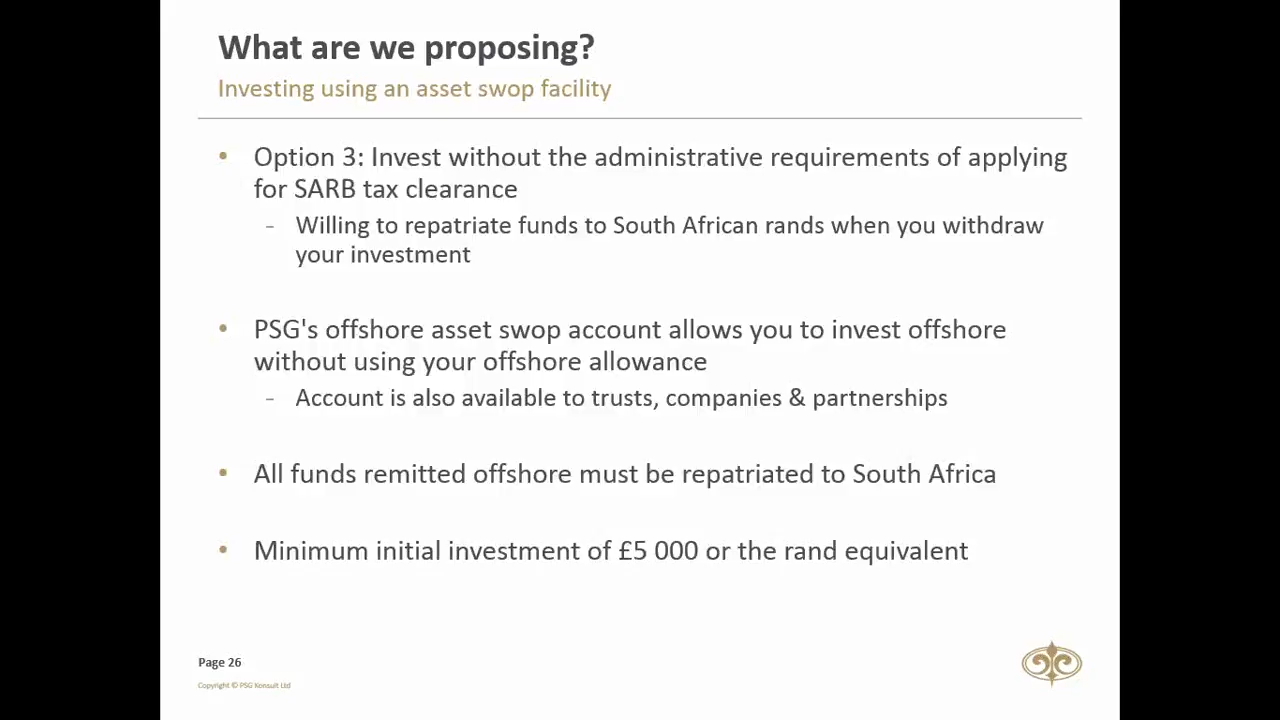 What are we proposing?
Investing using an asset swop facility
• Option 3: Invest without the administrative requirements of applying
for SARB tax clearance
- Willing to repatriate funds to South African rands when you withdraw
your investment
• PSG's offshore asset swop account allows you to invest offshore
without using your offshore allowance
- Account is also available to trusts, companies & partnerships
• All funds remitted offshore must be repatriated to South Africa
• Minimum initial investment of £5 000 or the rand equivalent
Page 26
Copyright © PSG Konsult Ltd